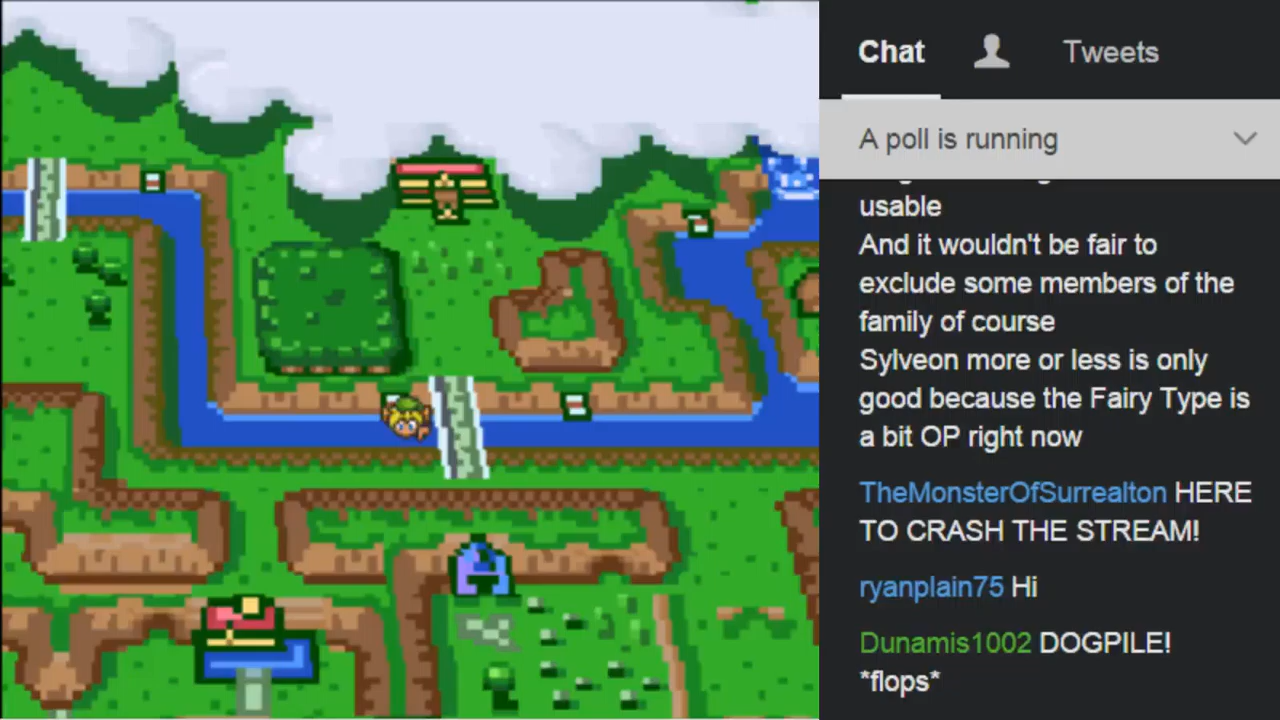 Chat
Tweets
A poll is running
usable
And it wouldn't be fair to
exclude some members of the
family of course
Sylveon more or less is only
good because the Fairy Type is
a bit OP right now
TheMonsterOfSurrealton HERE
TO CRASH THE STREAM!
ryanplain75 Hi
Dunamis1002 DOGPILE!
*flops*